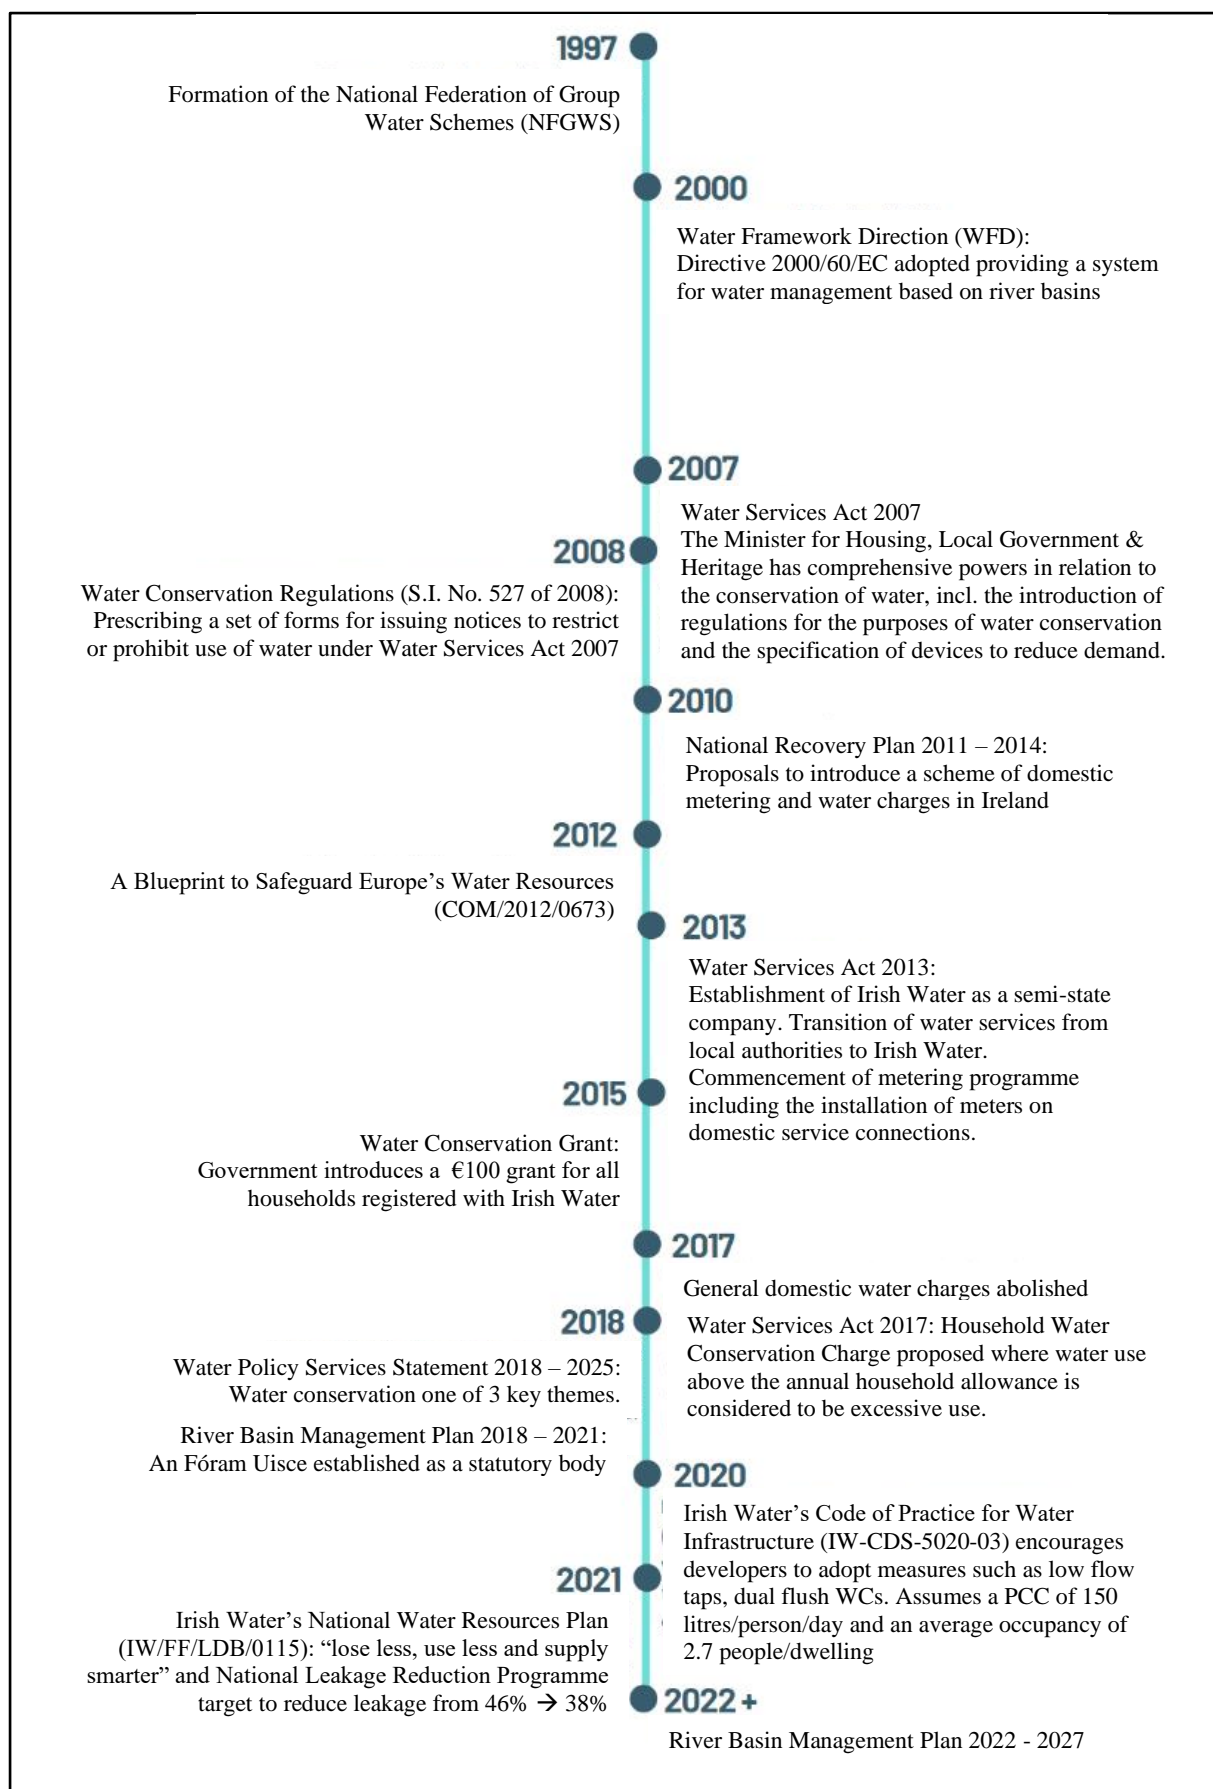 1997
Formation of the National Federation of Group
Water Schemes (NFGWS)
2000
Water Framework Direction (WFD):
Directive 2000/60/EC adopted providing a system
for water management based on river basins
2007
Water Services Act 2007
The Minister for Housing, Local Government &
Heritage has comprehensive powers in relation to
the conservation of water, incl. the introduction of
regulations for the purposes of water conservation
and the specification of devices to reduce demand.
2008
Water Conservation Regulations (S.I. No. 527 of 2008):
Prescribing a set of forms for issuing notices to restrict
or prohibit use of water under Water Services Act 2007
2010
National Recovery Plan 2011 – 2014:
Proposals to introduce a scheme of domestic
metering and water charges in Ireland
2012
A Blueprint to Safeguard Europe’s Water Resources
(COM/2012/0673)
2013
Water Services Act 2013:
Establishment of Irish Water as a semi-state
company. Transition of water services from
local authorities to Irish Water.
Commencement of metering programme
including the installation of meters on
domestic service connections.
2015
Water Conservation Grant:
Government introduces a €100 grant for all
households registered with Irish Water
2017
General domestic water charges abolished
Water Services Act 2017: Household Water
Conservation Charge proposed where water use
above the annual household allowance is
considered to be excessive use.
2018
Water Policy Services Statement 2018 – 2025:
Water conservation one of 3 key themes.
River Basin Management Plan 2018 – 2021:
An Fóram Uisce established as a statutory body
2020
Irish Water’s Code of Practice for Water
Infrastructure (IW-CDS-5020-03) encourages
developers to adopt measures such as low flow
taps, dual flush WCs. Assumes a PCC of 150
litres/person/day and an average occupancy of
2.7 people/dwelling
2021
Irish Water’s National Water Resources Plan
(IW/FF/LDB/0115): “lose less, use less and supply
smarter” and National Leakage Reduction Programme
target to reduce leakage from 46% → 38%
2022 +
River Basin Management Plan 2022 - 2027